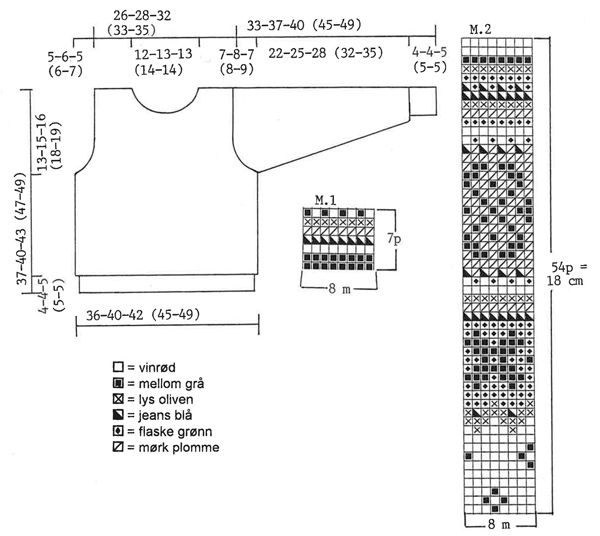 26-28-32
(33-35)
33-37-40 (45-49)
5-6-5
(6-7)
12-13-13
(14-14)
7-8-7
(8-9)
22-25-28 (32-35)
4-4-5
(5-5)
13-15-16
(18-19)
37-40-43 (47-49)
4-4-5
(5-5)
36-40-42 (45-49)
M.1
7p
8 m
M.2
54p =
18 cm
8 m
= vinrød
= mellom grå
= lys oliven
= jeans blå
= flaske grønn
= mørk plomme